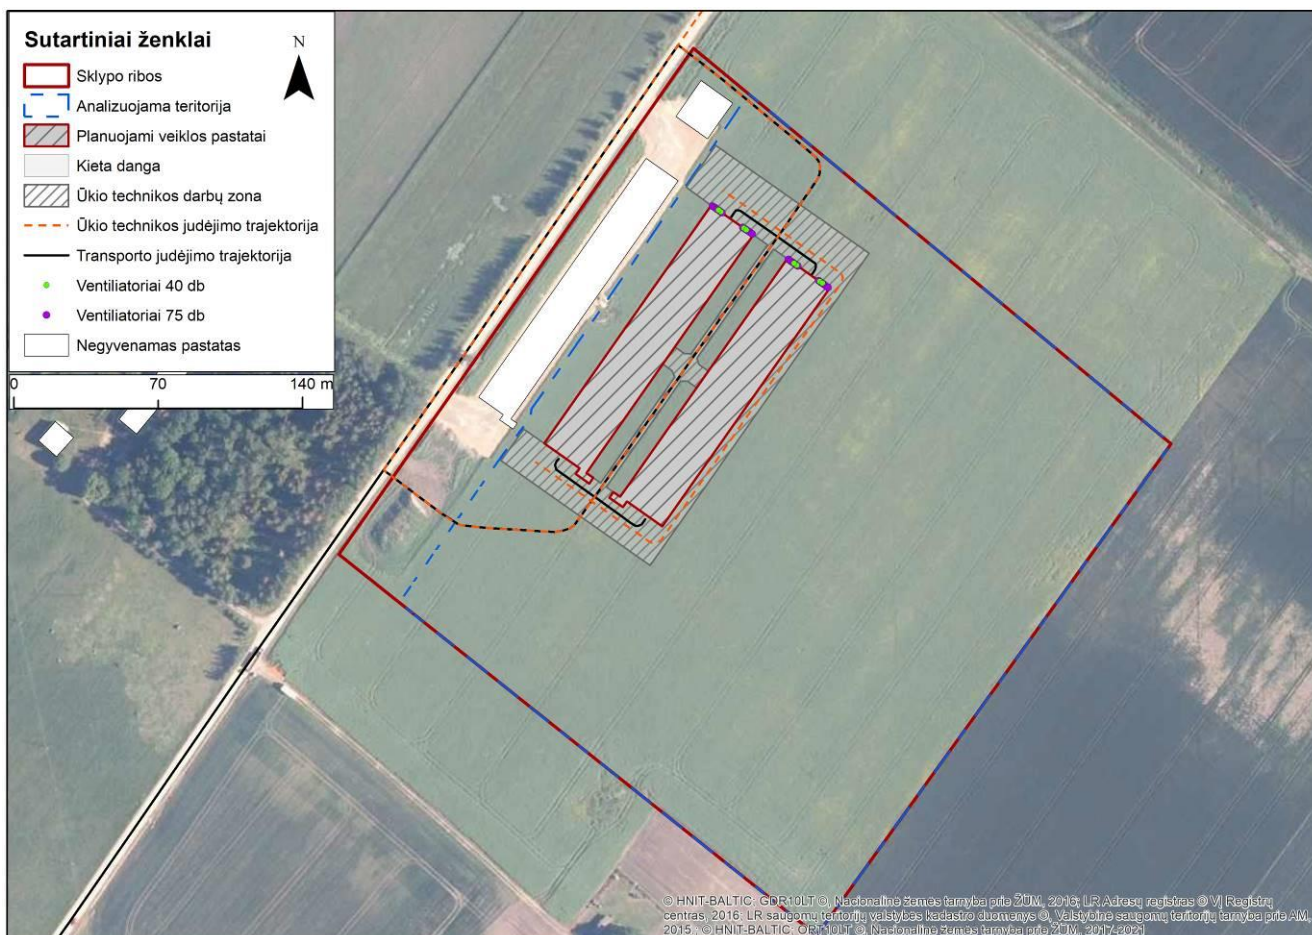 Sutartiniai ženklai
N
Sklypo ribos
Analizuojama teritorija
Planuojami veiklos pastatai
Kieta danga
Ūkio technikos darbų zona
Ūkio technikos judėjimo trajektorija
Transporto judėjimo trajektorija
Ventiliatoriai 40 db
Ventiliatoriai 75 db
Negyvenamas pastatas
0 70 140 m
© HNIT-BALTIC; GDR10LT ©, Nacionalinė žemės tarnyba prie ŽŪM, 2016; LR Adresų registras © VĮ Registrų
centras, 2016; LR saugomų teritorijų valstybės kadastro duomenys ©, Valstybinė saugomų teritorijų tarnyba prie AM,
2015 ; © HNIT-BALTIC; ORT10LT ©, Nacionalinė žemės tarnyba prie ŽŪM, 2017-2021